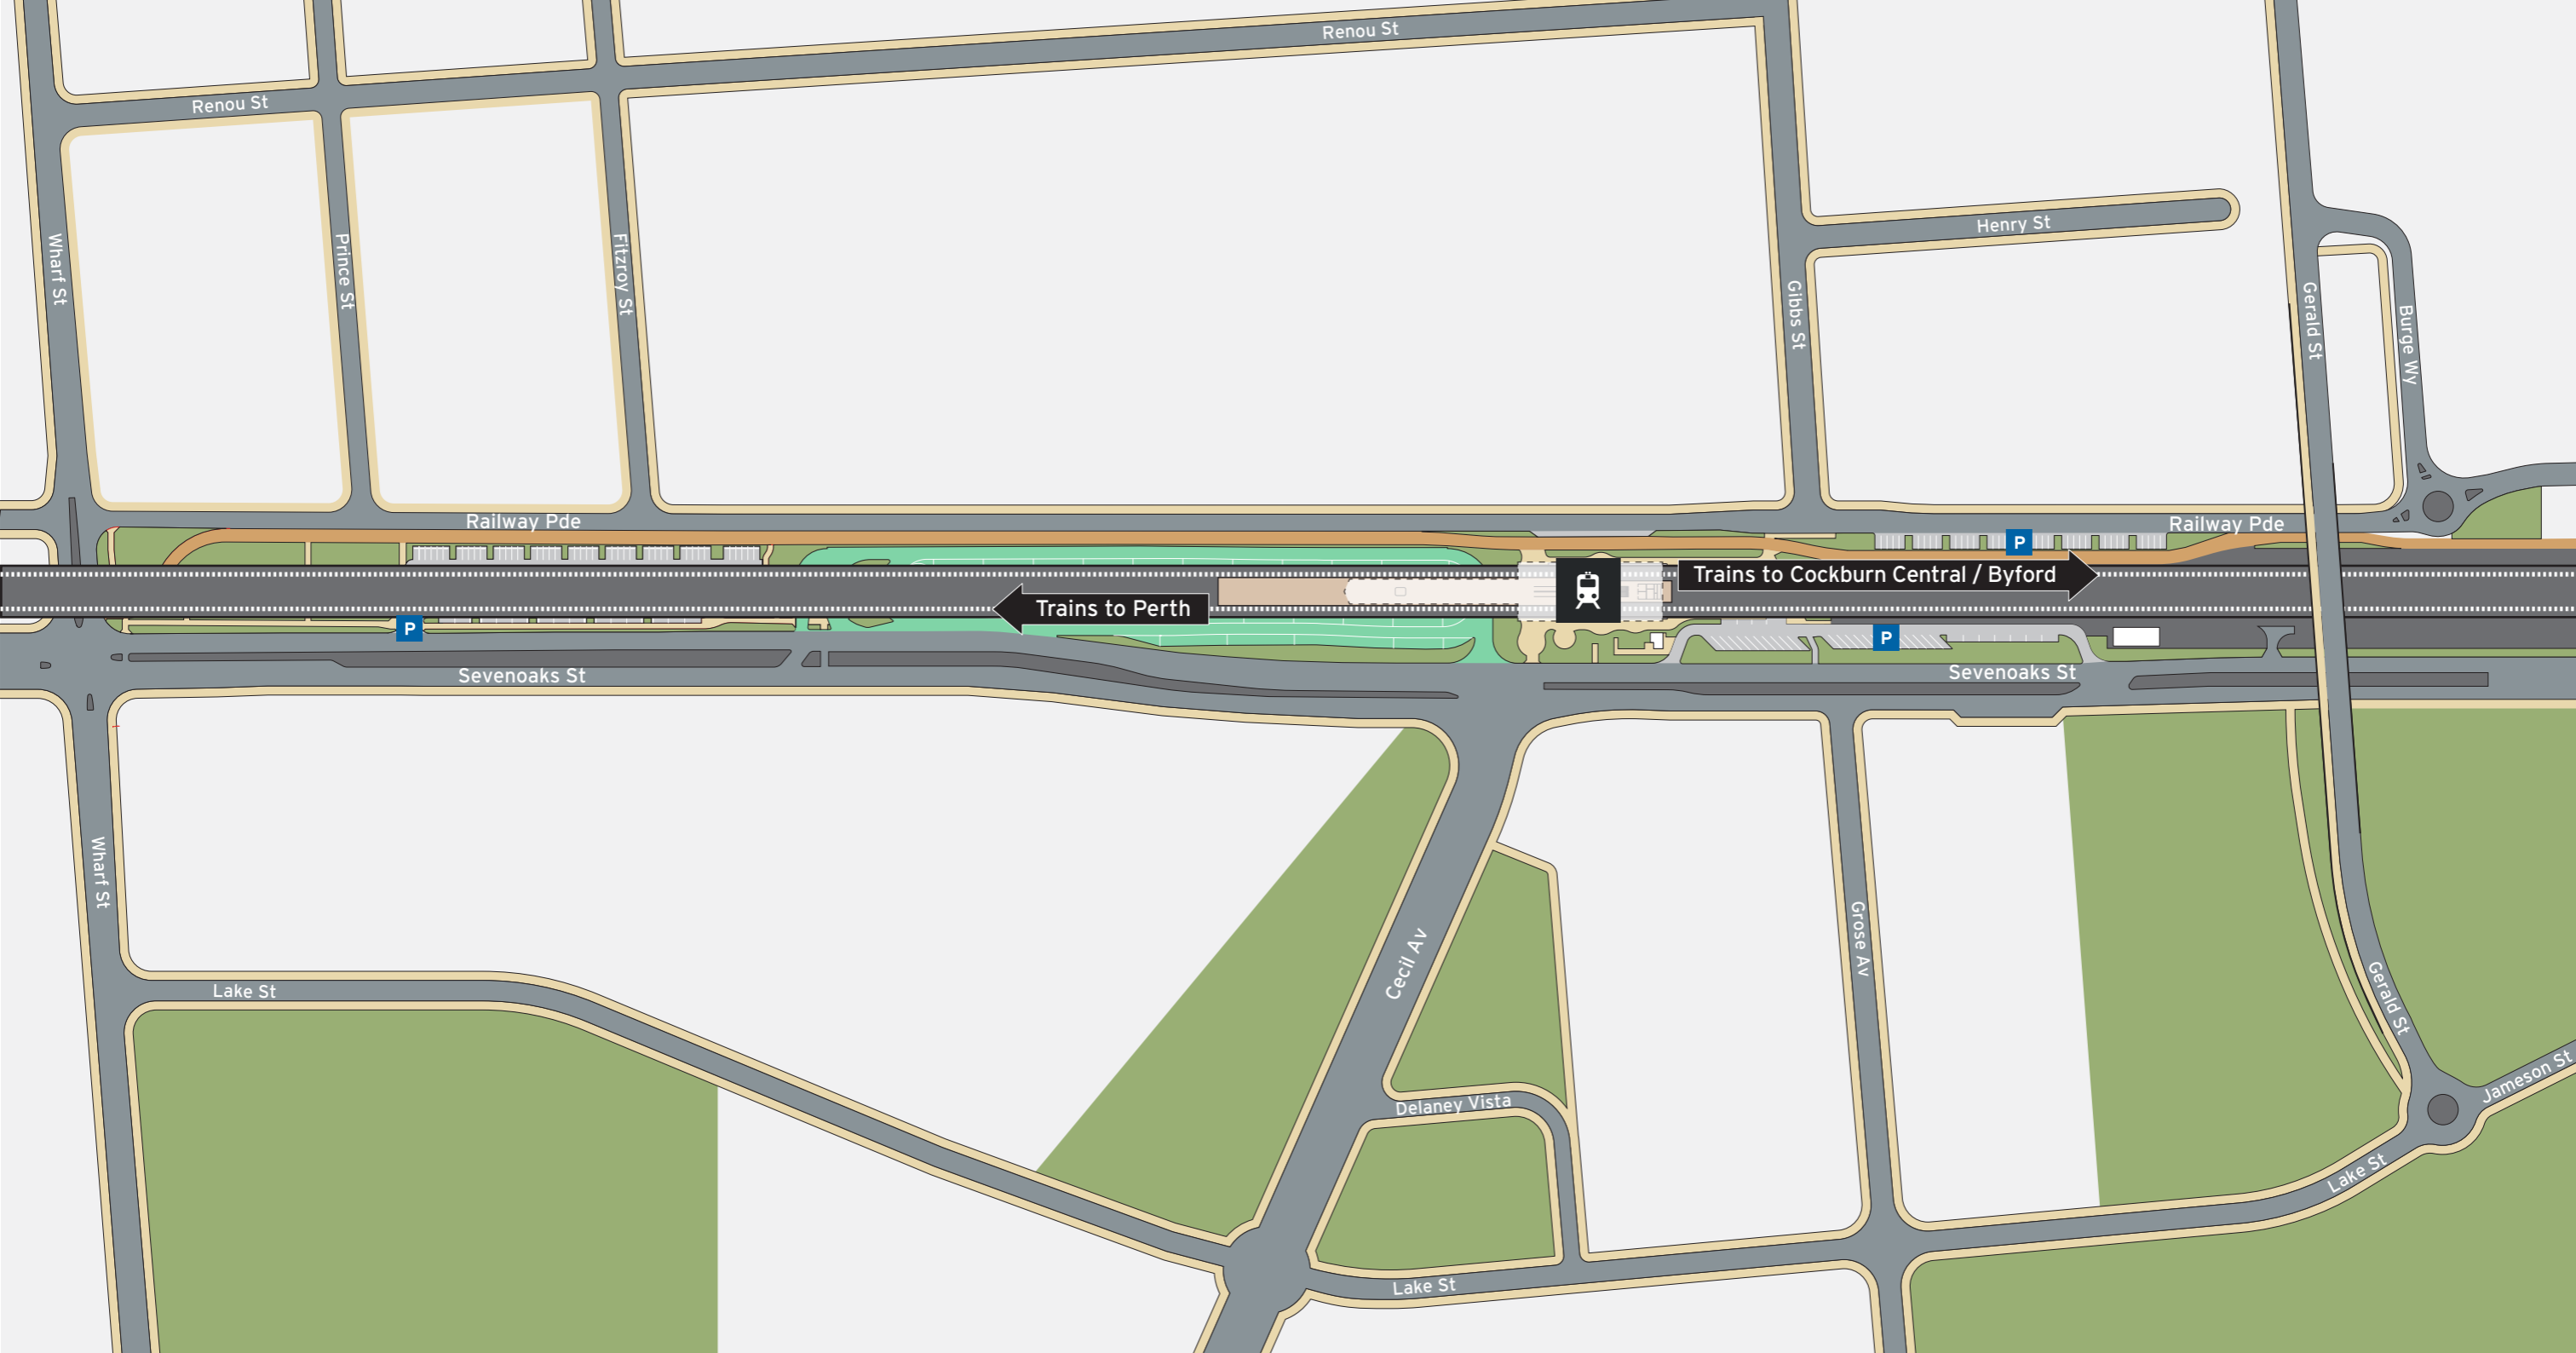 Renou St
Renou St
Henry St
Wharf St
Prince St
Fitzroy St
Gibbs St
Gerald St
Burge Wy
Railway Pde
Railway Pde
P
Trains to Cockburn Central / Byford
Trains to Perth
P
P
Sevenoaks St
Sevenoaks St
Wharf St
Grose Av
Cecil Av
Lake St
Gerald St
Jameson St
Delaney Vista
Lake St
Lake St